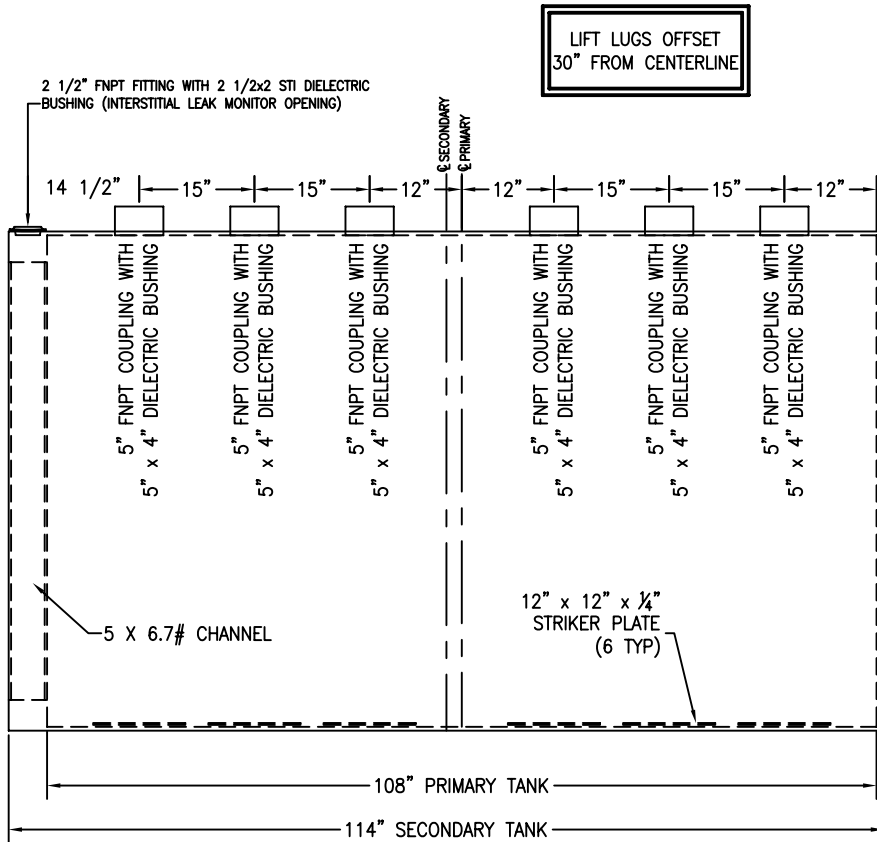 LIFT LUGS OFFSET
30" FROM CENTERLINE
2 1/2" FNPT FITTING WITH 2 1/2x2 STI DIELECTRIC
BUSHING (INTERSTITIAL LEAK MONITOR OPENING)
℄ SECONDARY
℄ PRIMARY
14 1/2" 15" 15" 12" 12" 15" 15" 12"
5" FNPT COUPLING WITH
5" x 4" DIELECTRIC BUSHING
5" FNPT COUPLING WITH
5" x 4" DIELECTRIC BUSHING
5" FNPT COUPLING WITH
5" x 4" DIELECTRIC BUSHING
5" FNPT COUPLING WITH
5" x 4" DIELECTRIC BUSHING
5" FNPT COUPLING WITH
5" x 4" DIELECTRIC BUSHING
5" FNPT COUPLING WITH
5" x 4" DIELECTRIC BUSHING
5 X 6.7# CHANNEL
12" x 12" x 1/4"
STRIKER PLATE
(6 TYP)
108" PRIMARY TANK
114" SECONDARY TANK